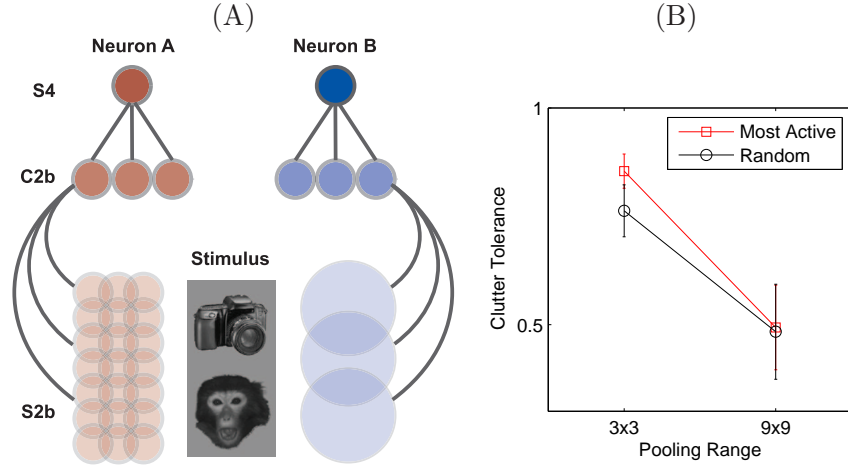 (A)
Neuron A
Neuron B
S4
C2b
Stimulus
S2b
(B)
1
0.5
Clutter Tolerance
Most Active
Random
3x3
9x9
Pooling Range